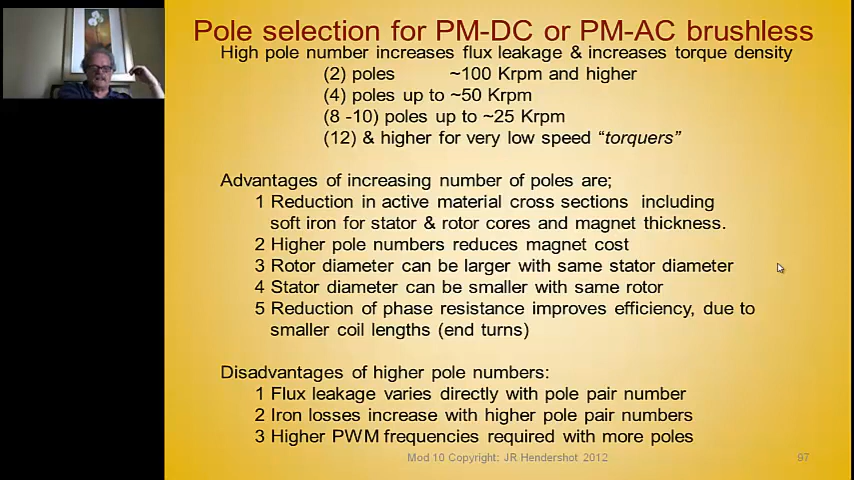 Pole selection for PM-DC or PM-AC brushless
High pole number increases flux leakage & increases torque density
(2) poles ~100 Krpm and higher
(4) poles up to ~50 Krpm
(8 -10) poles up to ~25 Krpm
(12) & higher for very low speed “torquers”
Advantages of increasing number of poles are;
1 Reduction in active material cross sections including
soft iron for stator & rotor cores and magnet thickness.
2 Higher pole numbers reduces magnet cost
3 Rotor diameter can be larger with same stator diameter
4 Stator diameter can be smaller with same rotor
5 Reduction of phase resistance improves efficiency, due to
smaller coil lengths (end turns)
Disadvantages of higher pole numbers:
1 Flux leakage varies directly with pole pair number
2 Iron losses increase with higher pole pair numbers
3 Higher PWM frequencies required with more poles
Mod 10 Copyright: JR Hendershot 2012 97